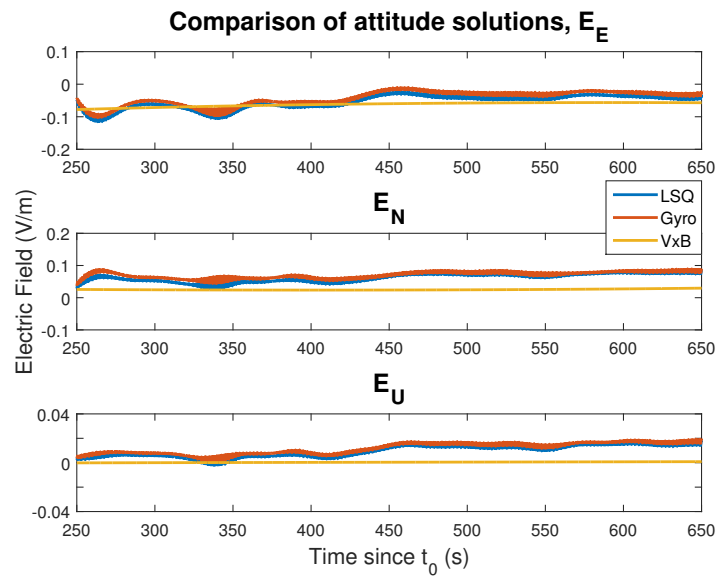 Comparison of attitude solutions, E_E
0.1
0
-0.1
-0.2
250 300 350 400 450 500 550 600 650
E_N
LSQ
Gyro
VxB
0.2
0.1
0
-0.1
250 300 350 400 450 500 550 600 650
Electric Field (V/m)
E_U
0.04
0
-0.04
250 300 350 400 450 500 550 600 650
Time since t_0 (s)